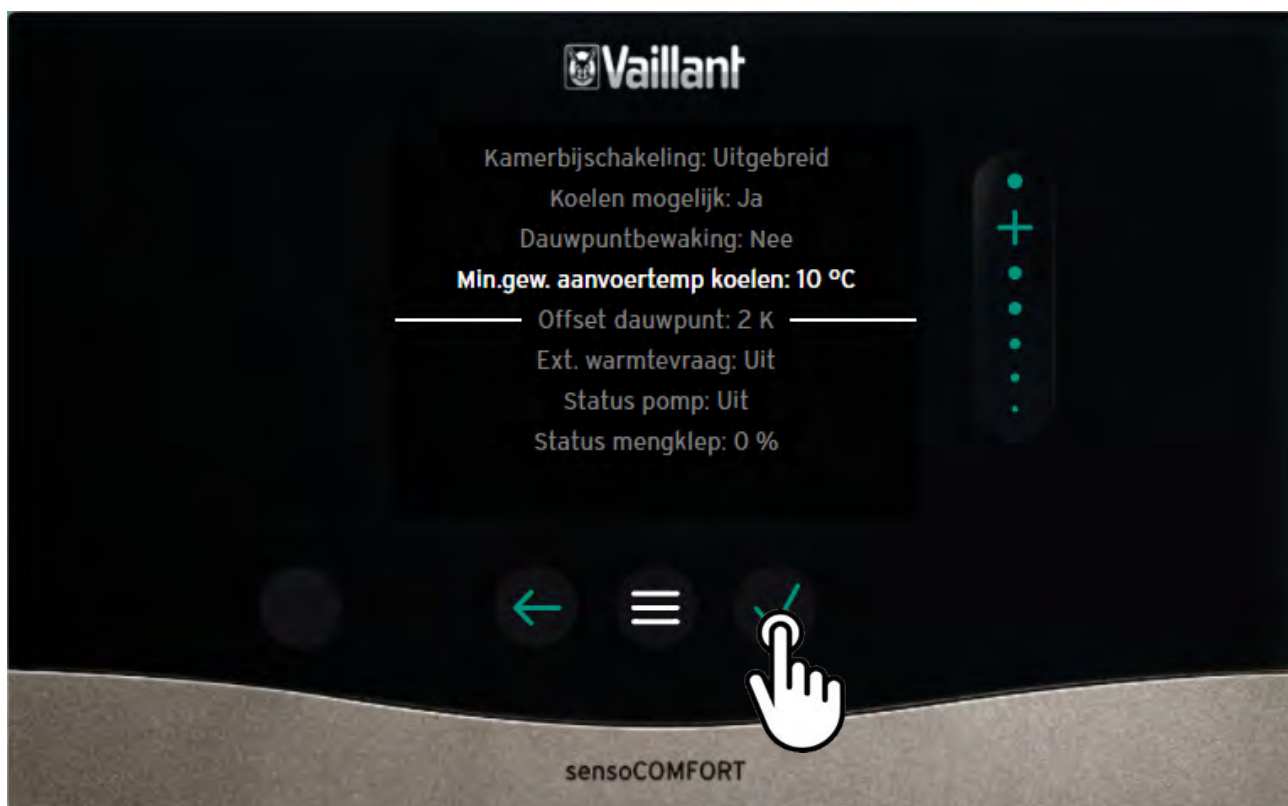 Vaillant
Kamerbijschakeling: Uitgebreid
Koelen mogelijk: Ja
Dauwpuntbewaking: Nee
Min.gew. aanvoertemp koelen: 10 °C
Offset dauwpunt: 2 K
Ext. warmtevraag: Uit
Status pomp: Uit
Status mengklep: 0 %
sensoCOMFORT